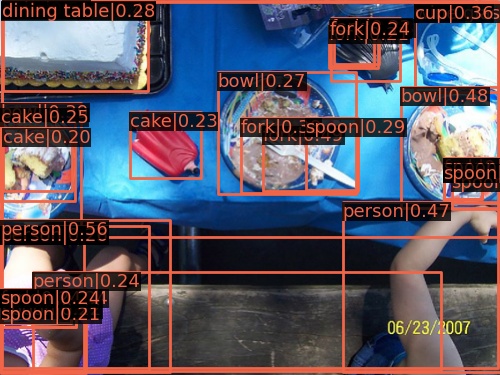 dining table|0.28
fork|0.24
cup|0.36
bowl|0.27
bowl|0.48
cake|0.25
cake|0.23
fork|0.3
spoon|0.29
cake|0.20
spoon
person|0.47
person|0.56
person|0.24
spoon|0.24
spoon|0.21
06/23/2007